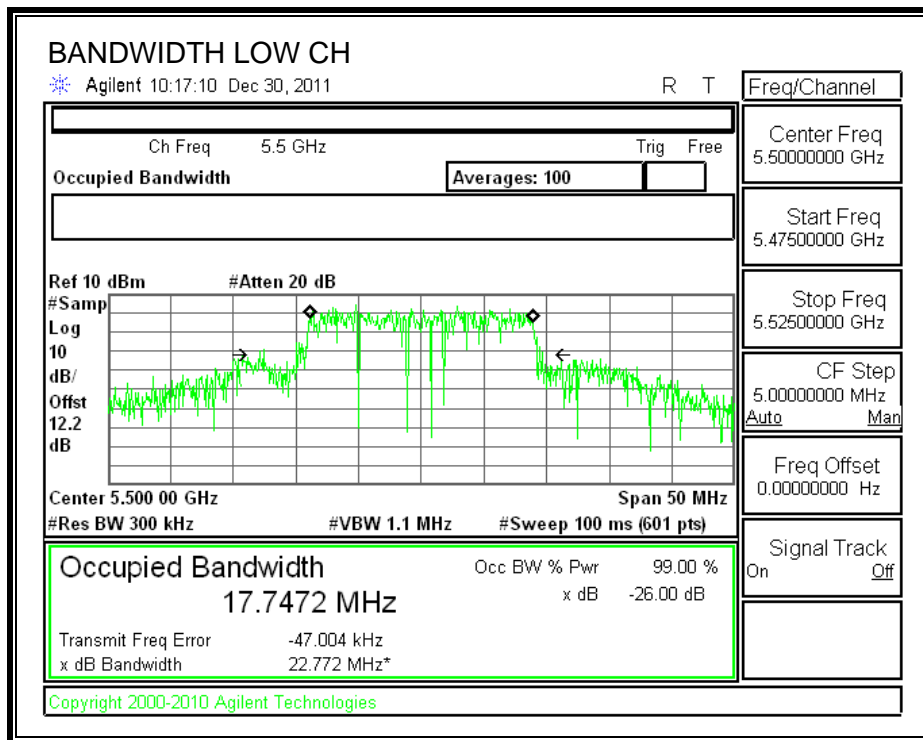 BANDWIDTH LOW CH
Agilent 10:17:10 Dec 30, 2011 R T
Freq/Channel
Ch Freq 5.5 GHz Trig Free
Occupied Bandwidth Averages: 100
Center Freq
5.50000000 GHz
Start Freq
5.47500000 GHz
Stop Freq
5.52500000 GHz
CF Step
5.00000000 MHz
Auto Man
Freq Offset
0.00000000 Hz
Signal Track
On Off
Ref 10 dBm #Atten 20 dB
#Samp
Log
10
dB/
Offst
12.2
dB
Center 5.500 00 GHz Span 50 MHz
#Res BW 300 kHz #VBW 1.1 MHz #Sweep 100 ms (601 pts)
Occupied Bandwidth Occ BW % Pwr 99.00 %
17.7472 MHz x dB -26.00 dB
Transmit Freq Error -47.004 kHz
x dB Bandwidth 22.772 MHz*
Copyright 2000-2010 Agilent Technologies